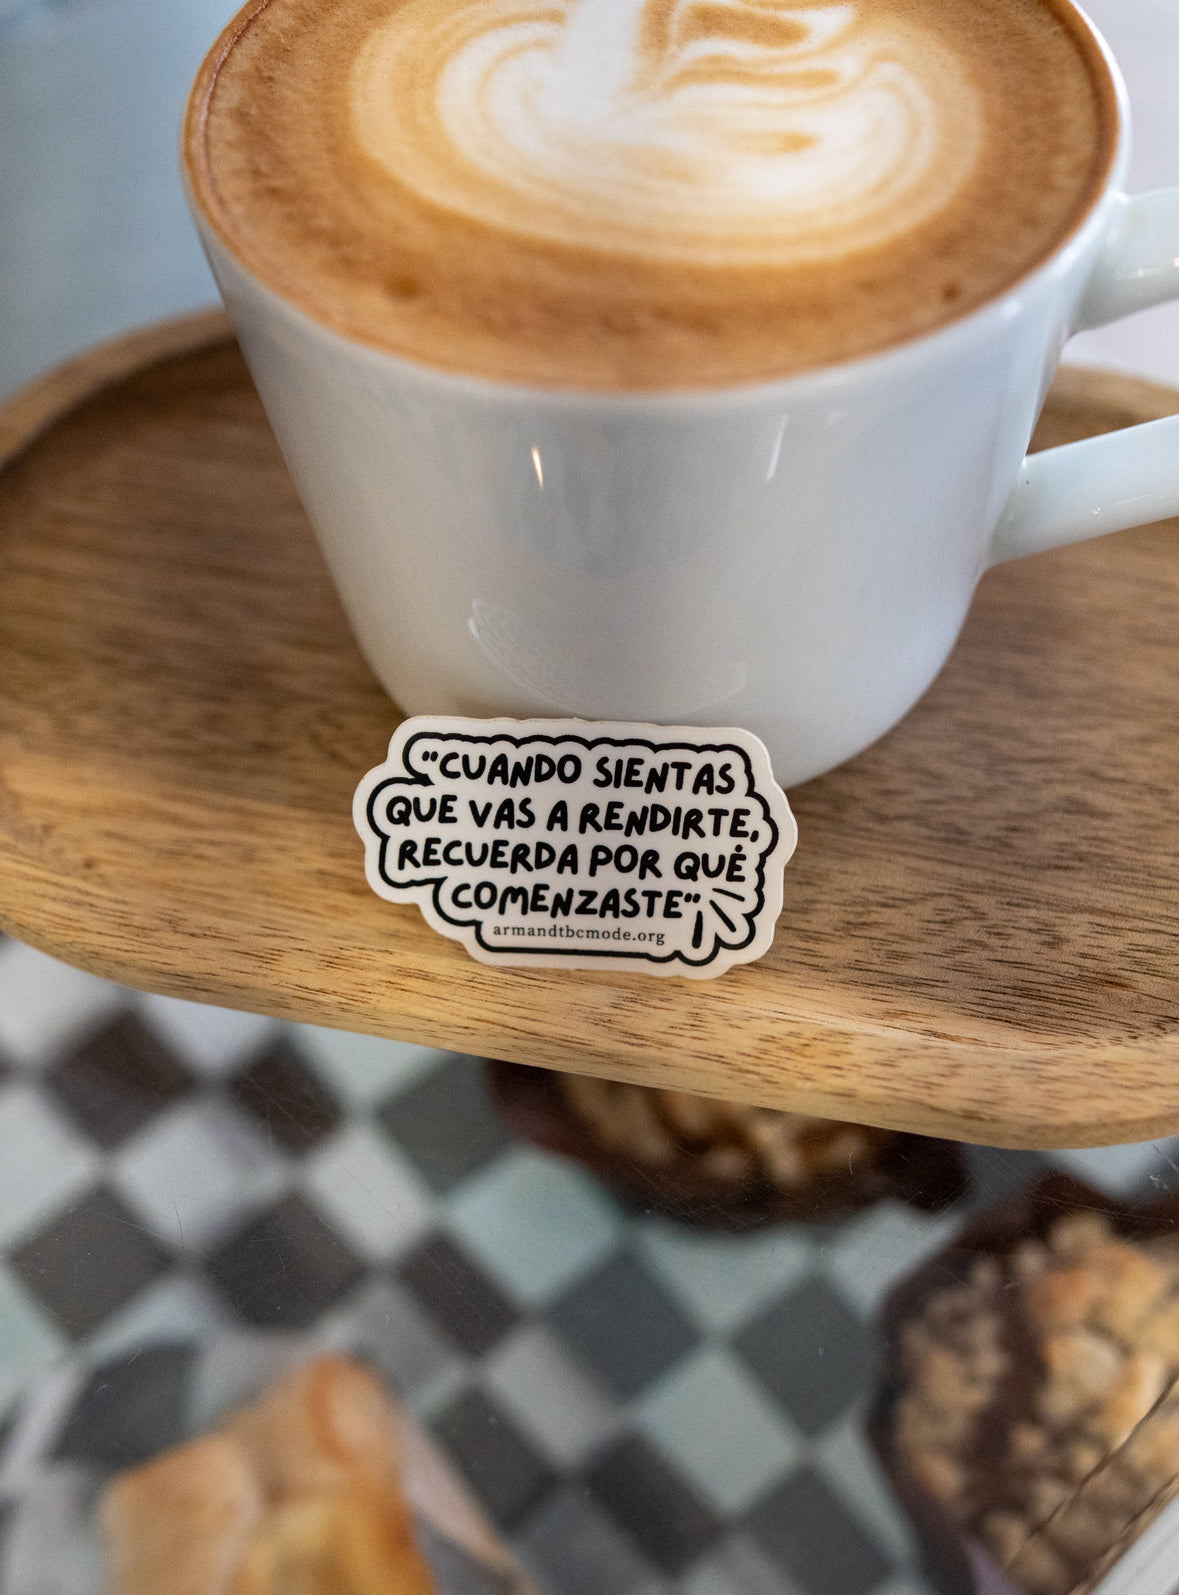 "CUANDO SIENTAS
QUE VAS A RENDIRTE,
RECUERDA POR QUÉ
COMENZASTE"
armandtbcmode.org